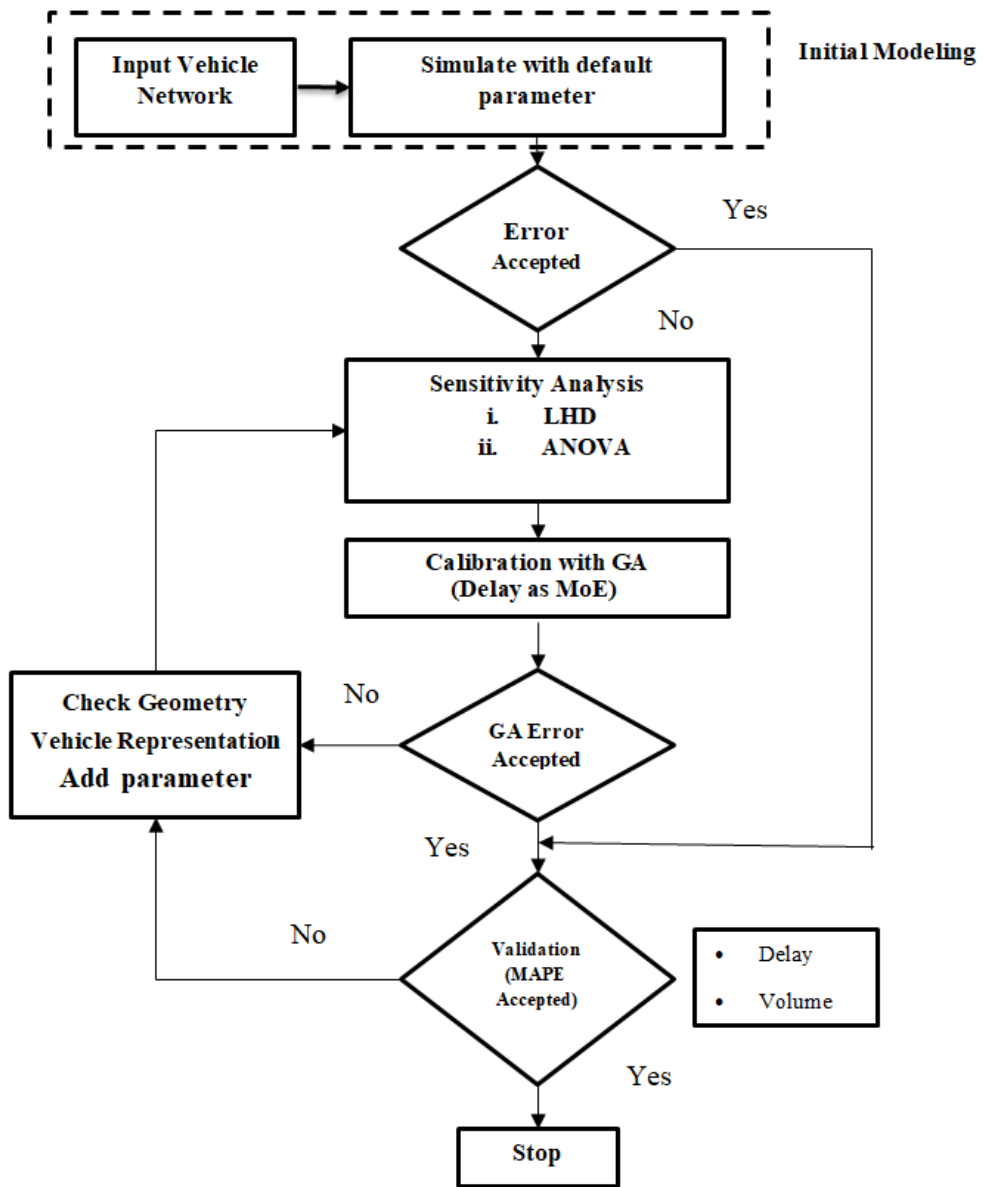 Initial Modeling
Input Vehicle
Network
Simulate with default
parameter
Error
Accepted
Yes
No
Sensitivity Analysis
i. LHD
ii. ANOVA
Calibration with GA
(Delay as MoE)
GA Error
Accepted
No
Check Geometry
Vehicle Representation
Add parameter
Yes
Validation
(MAPE
Accepted)
No
• Delay
• Volume
Yes
Stop